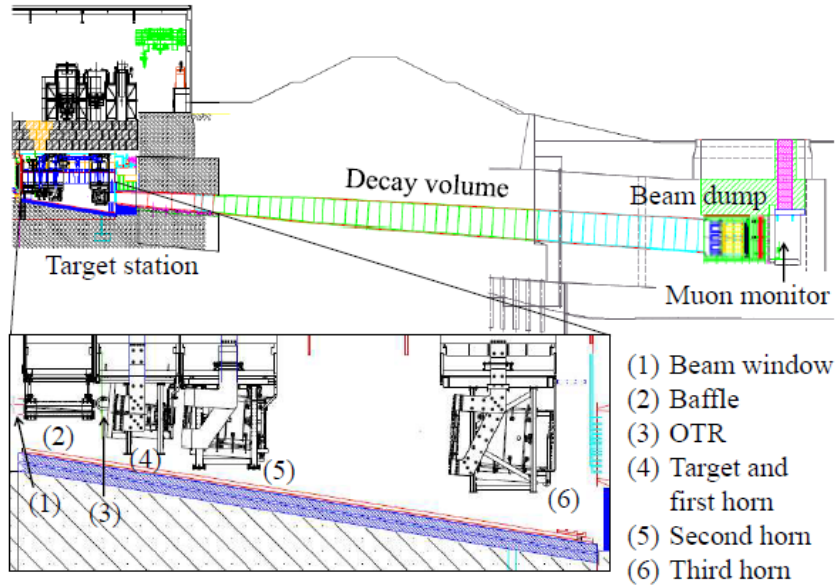 Decay volume
Beam dump
Target station
Muon monitor
(1) Beam window
(2) Baffle
(3) OTR
(4) Target and
first horn
(5) Second horn
(6) Third horn
(2)
(4)
(5)
(6)
(1)
(3)